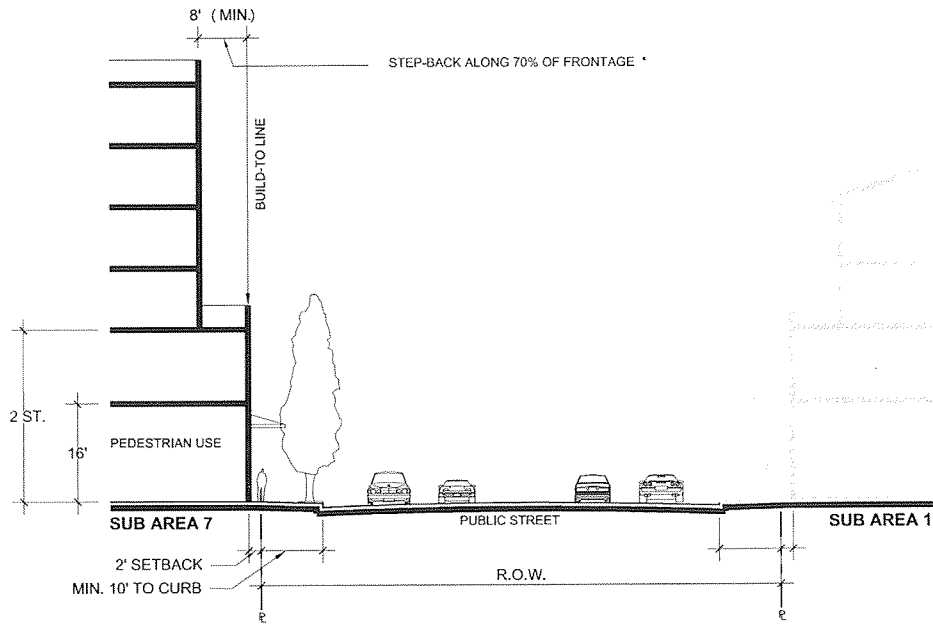 8' (MIN.)
STEP-BACK ALONG 70% OF FRONTAGE *
BUILD-TO LINE
2 ST.
16'
PEDESTRIAN USE
SUB AREA 7
PUBLIC STREET
SUB AREA 1
2' SETBACK
MIN. 10' TO CURB
R.O.W.
℄
℄